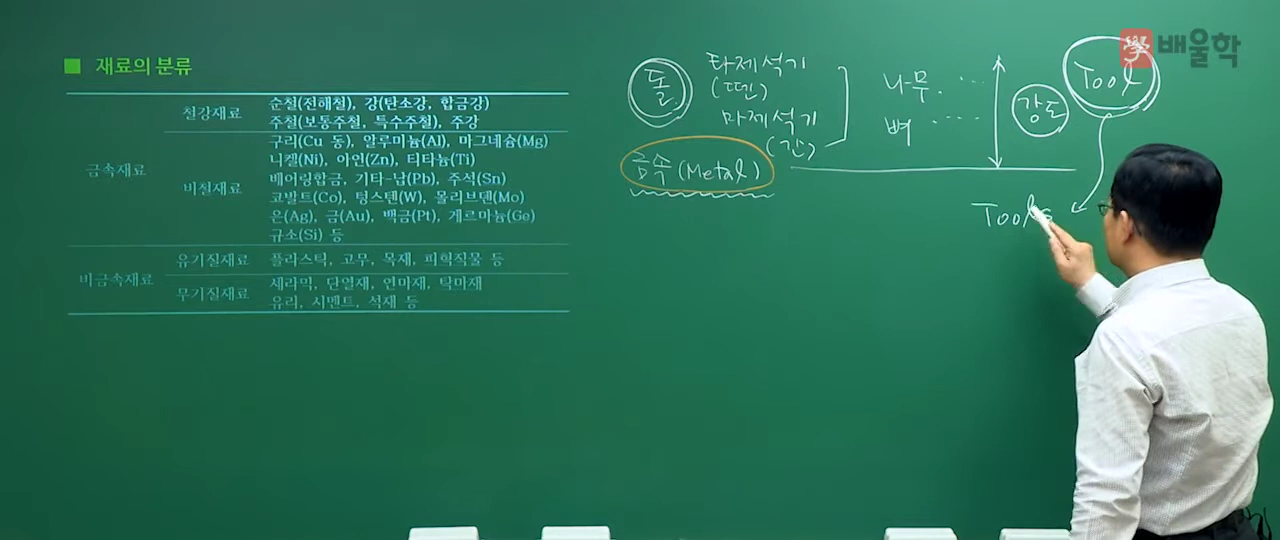 學 배울학
■ 재료의 분류
금속재료
철강재료
순철(전해철), 강(탄소강, 합금강)
주철(보통주철, 특수주철), 주강
비철재료
구리(Cu 동), 알루미늄(Al), 마그네슘(Mg)
니켈(Ni), 아연(Zn), 티타늄(Ti)
베어링합금, 기타-납(Pb), 주석(Sn)
코발트(Co), 텅스텐(W), 몰리브덴(Mo)
은(Ag), 금(Au), 백금(Pt), 게르마늄(Ge)
규소(Si) 등
비금속재료
유기질재료
플라스틱, 고무, 목재, 피혁직물 등
무기질재료
세라믹, 단열재, 연마재, 탁마재
유리, 시멘트, 석재 등
돌
타제석기
(뗀)
마제석기
(간)
나무 ...
뼈 ....
강도
Tool
금속(Metal)
Tools